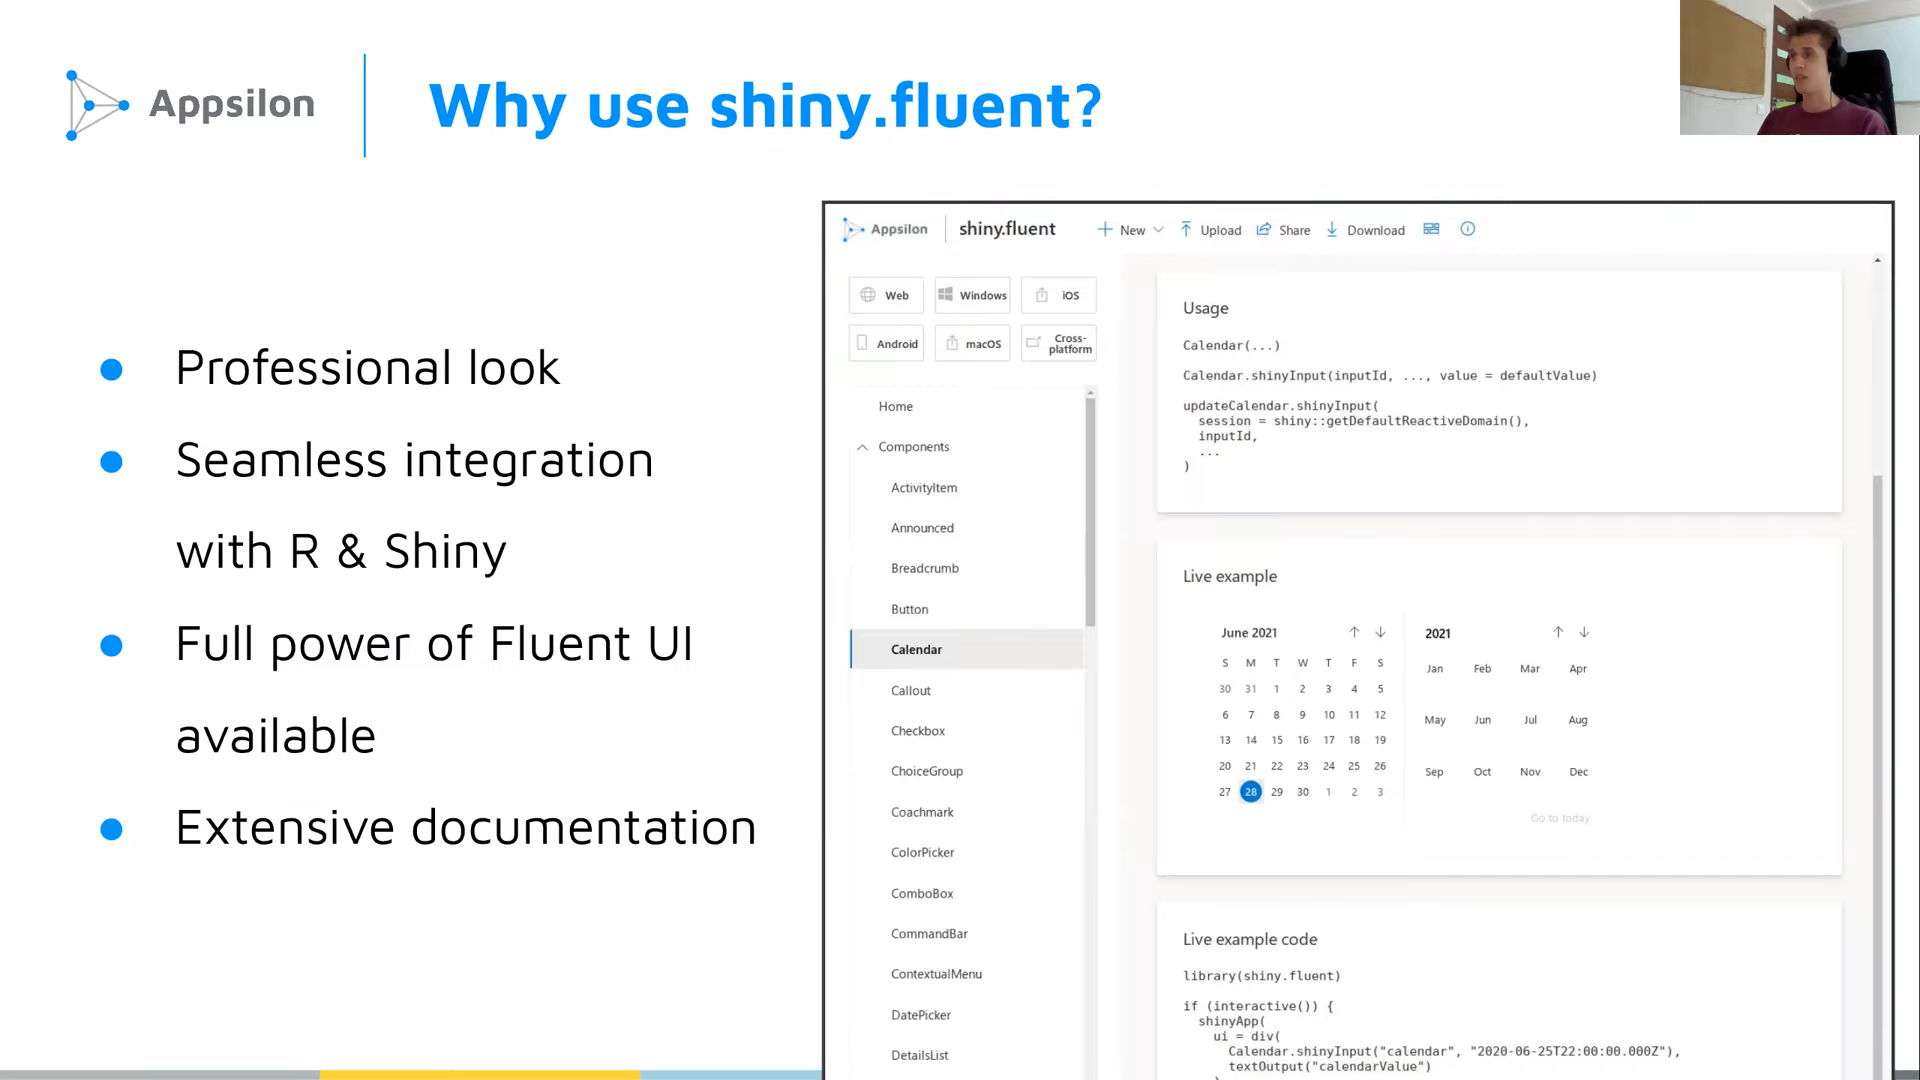 Appsilon
Why use shiny.fluent?
● Professional look
● Seamless integration
with R & Shiny
● Full power of Fluent UI
available
● Extensive documentation
Appsilon
shiny.fluent
New
Upload
Share
Download
Web
Windows
iOS
Android
macOS
Cross-
platform
Home
Components
ActivityItem
Announced
Breadcrumb
Button
Calendar
Callout
Checkbox
ChoiceGroup
Coachmark
ColorPicker
ComboBox
CommandBar
ContextualMenu
DatePicker
DetailsList
Usage
Calendar(...)
Calendar.shinyInput(inputId, ..., value = defaultValue)
updateCalendar.shinyInput(
session = shiny::getDefaultReactiveDomain(),
inputId,
...
)
Live example
June 2021
S M T W T F S
30 31 1 2 3 4 5
6 7 8 9 10 11 12
13 14 15 16 17 18 19
20 21 22 23 24 25 26
27 28 29 30 1 2 3
2021
Jan Feb Mar Apr
May Jun Jul Aug
Sep Oct Nov Dec
Go to today
Live example code
library(shiny.fluent)
if (interactive()) {
shinyApp(
ui = div(
Calendar.shinyInput("calendar", "2020-06-25T22:00:00.000Z"),
textOutput("calendarValue")